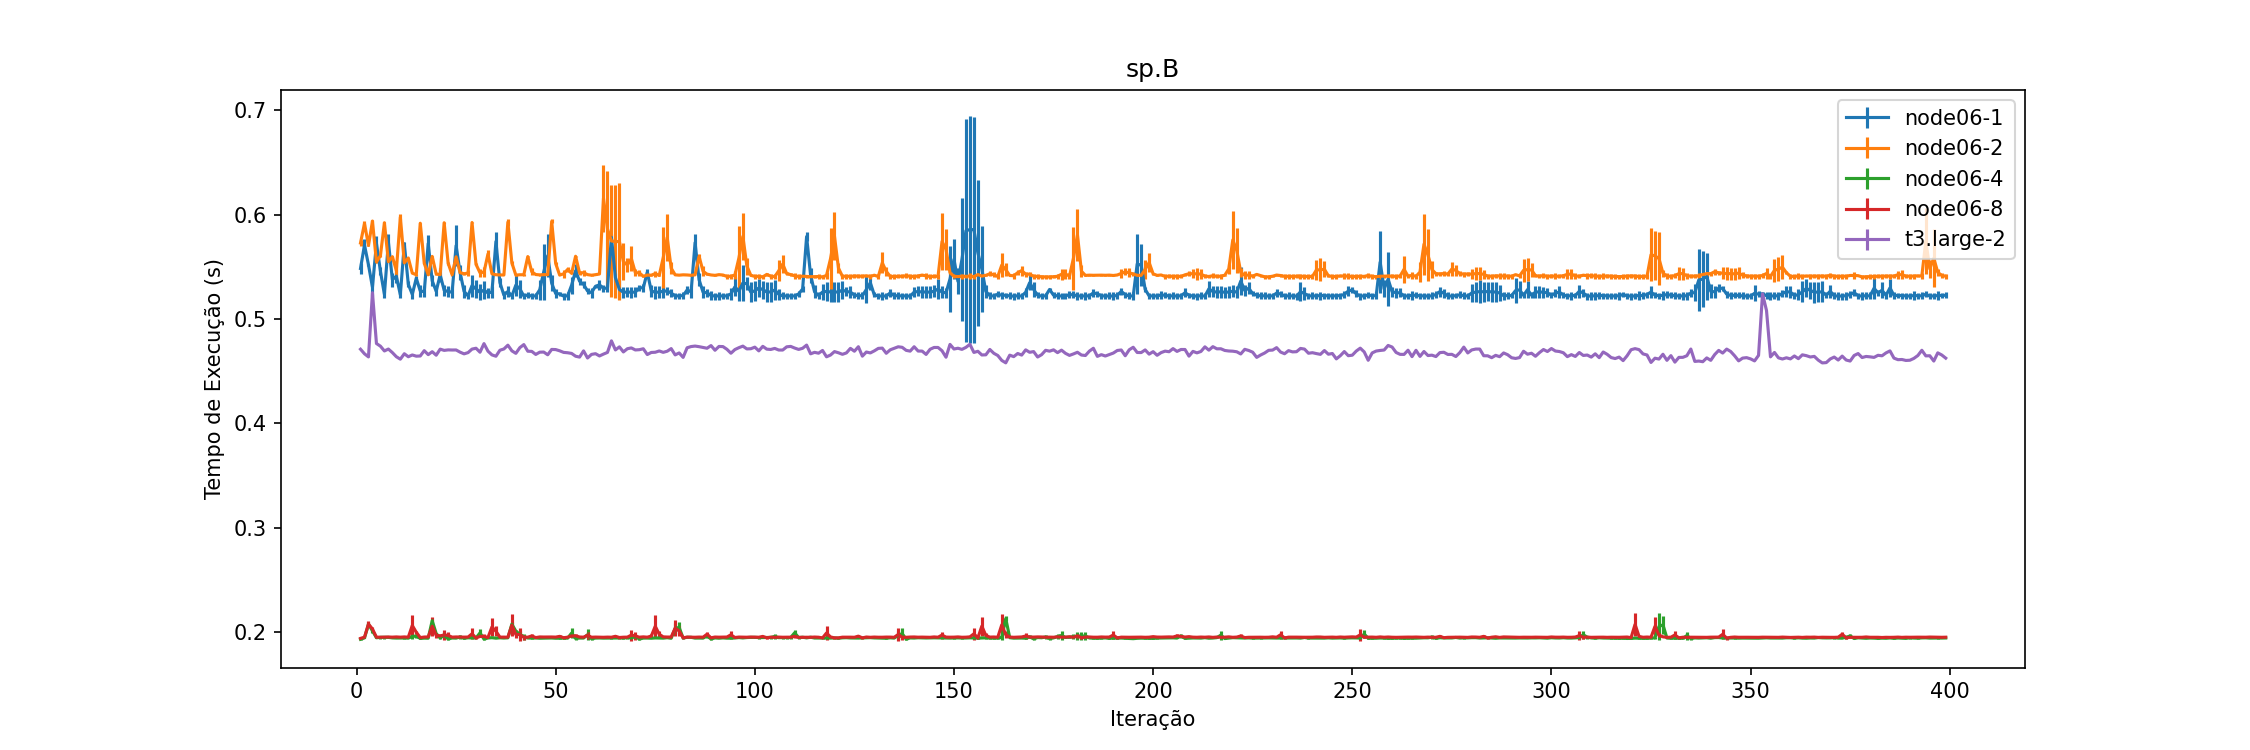 sp.B
0.7
0.6
0.5
0.4
0.3
0.2
Tempo de Execução (s)
node06-1
node06-2
node06-4
node06-8
t3.large-2
0 50 100 150 200 250 300 350 400
Iteração